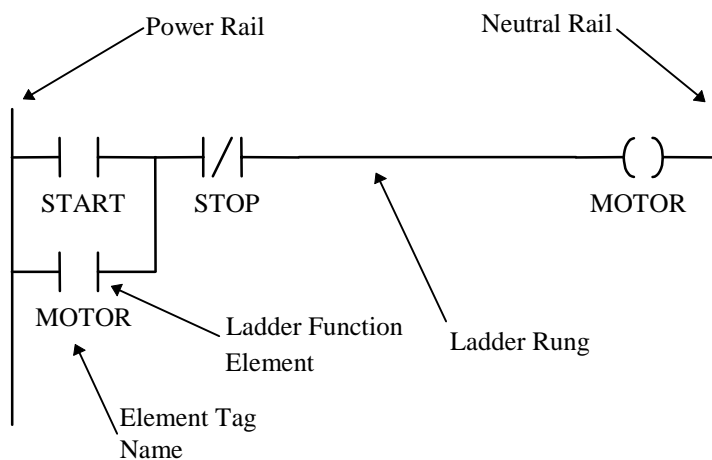 Power Rail
Neutral Rail
START
STOP
MOTOR
MOTOR
Ladder Function
Element
Ladder Rung
Element Tag
Name